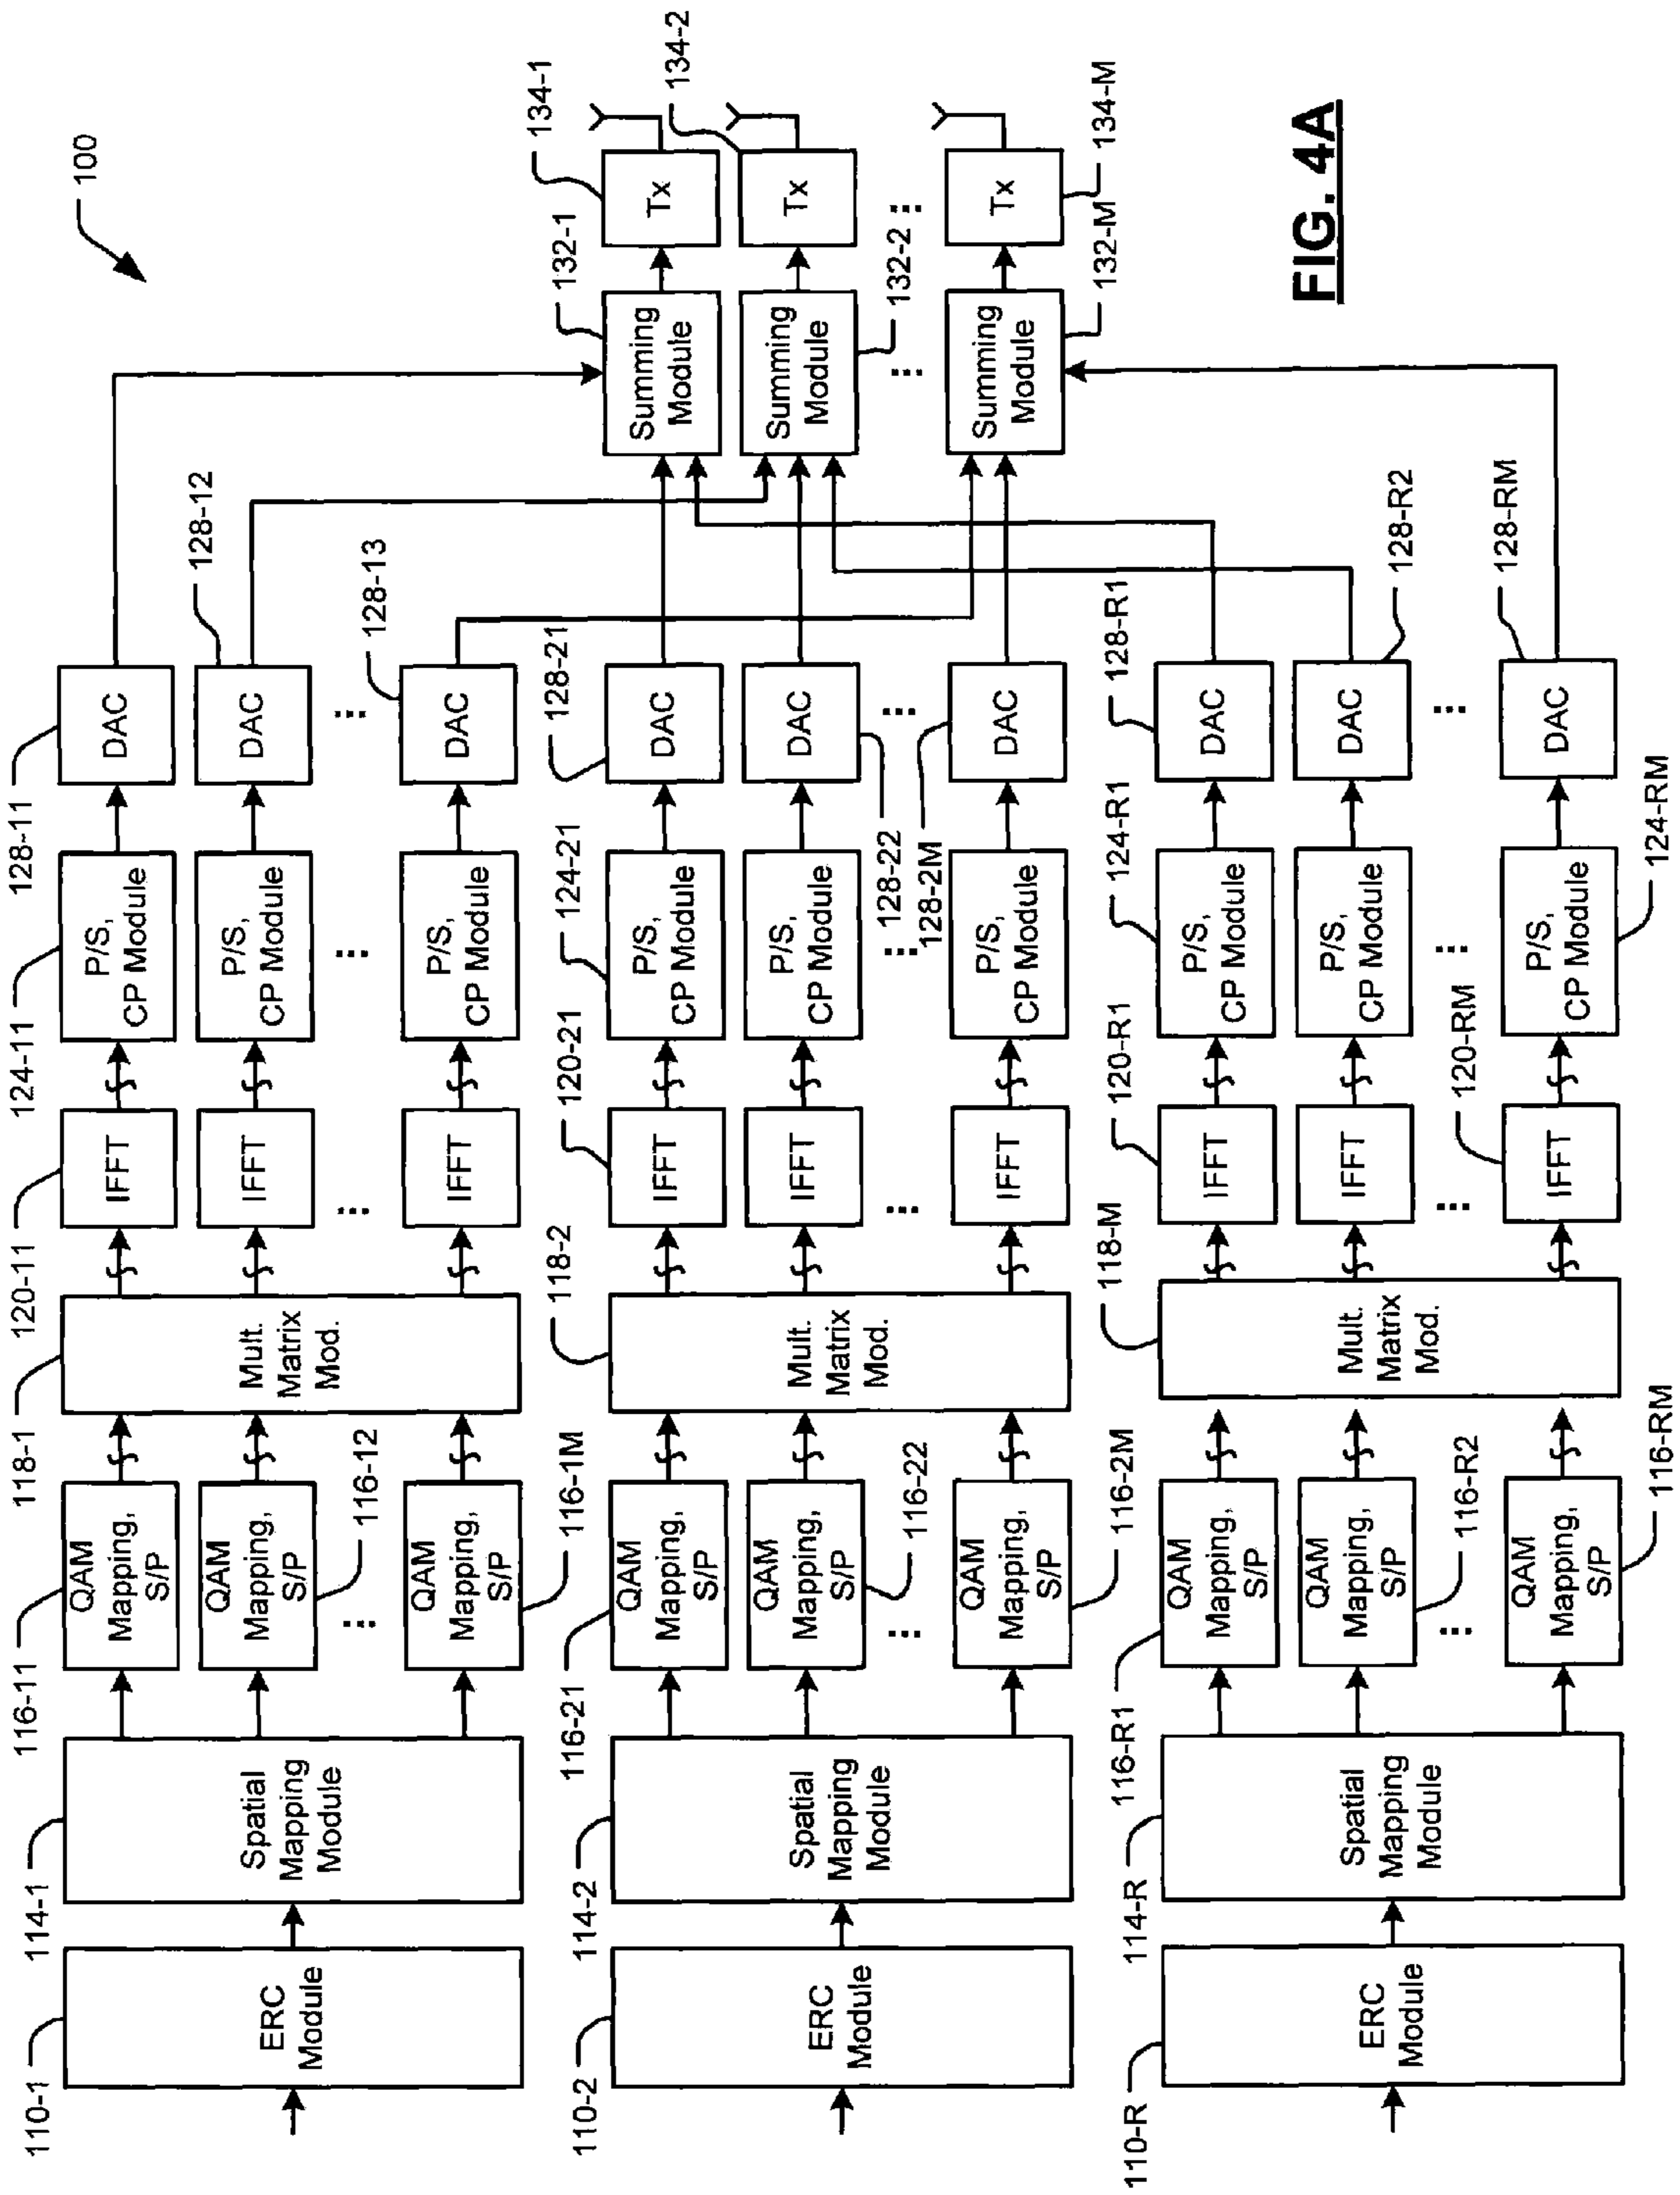 100
110-1
ERC
Module
114-1
Spatial
Mapping
Module
116-11
QAM
Mapping,
S/P
QAM
Mapping,
S/P
116-12
...
QAM
Mapping,
S/P
116-1M
118-1
Mult.
Matrix
Mod.
120-11
IFFT
IFFT
...
IFFT
124-11
P/S,
CP Module
P/S,
CP Module
...
P/S,
CP Module
128-11
DAC
128-12
DAC
...
128-13
DAC
110-2
ERC
Module
114-2
Spatial
Mapping
Module
116-21
QAM
Mapping,
S/P
QAM
Mapping,
S/P
116-22
...
QAM
Mapping,
S/P
116-2M
118-2
Mult.
Matrix
Mod.
120-21
IFFT
IFFT
...
IFFT
124-21
P/S,
CP Module
P/S,
CP Module
...
P/S,
CP Module
128-21
DAC
DAC
128-22
...
128-2M
DAC
132-1
Summing
Module
134-1
Tx
Summing
Module
132-2
134-2
Tx
...
...
Summing
Module
132-M
Tx
134-M
110-R
ERC
Module
114-R
Spatial
Mapping
Module
116-R1
QAM
Mapping,
S/P
QAM
Mapping,
S/P
116-R2
...
QAM
Mapping,
S/P
116-RM
118-M
Mult.
Matrix
Mod.
120-R1
IFFT
IFFT
...
120-RM
IFFT
124-R1
P/S,
CP Module
P/S,
CP Module
...
P/S,
CP Module
124-RM
128-R1
DAC
DAC
128-R2
...
128-RM
DAC
FIG. 4A